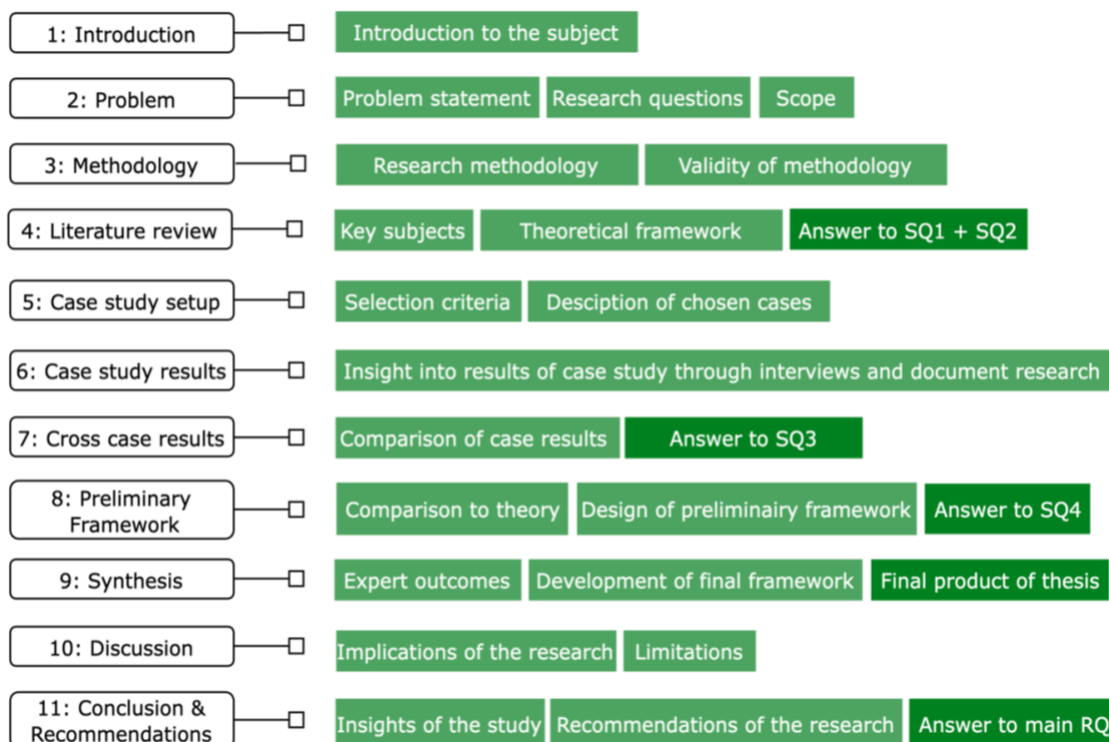 1: Introduction
Introduction to the subject
2: Problem
Problem statement
Research questions
Scope
3: Methodology
Research methodology
Validity of methodology
4: Literature review
Key subjects
Theoretical framework
Answer to SQ1 + SQ2
5: Case study setup
Selection criteria
Desciption of chosen cases
6: Case study results
Insight into results of case study through interviews and document research
7: Cross case results
Comparison of case results
Answer to SQ3
8: Preliminary
Framework
Comparison to theory
Design of preliminairy framework
Answer to SQ4
9: Synthesis
Expert outcomes
Development of final framework
Final product of thesis
10: Discussion
Implications of the research
Limitations
11: Conclusion &
Recommendations
Insights of the study
Recommendations of the research
Answer to main RQ